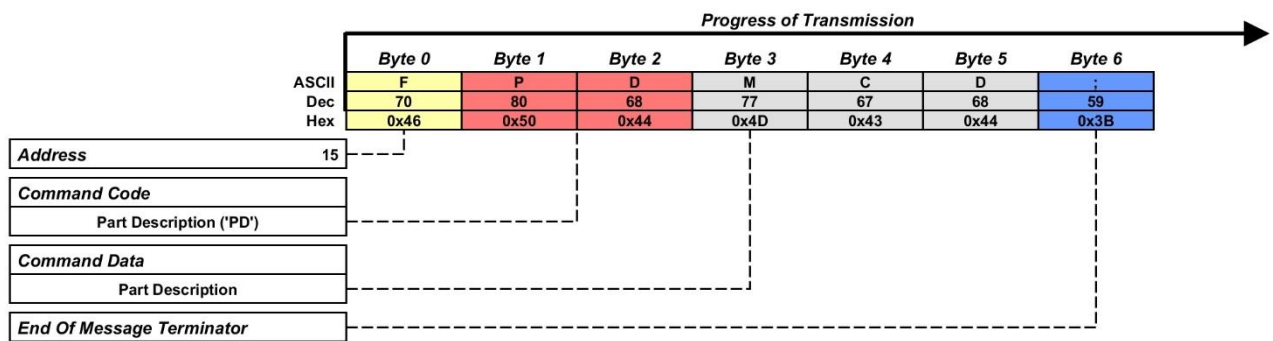 Progress of Transmission
Byte 0 Byte 1 Byte 2 Byte 3 Byte 4 Byte 5 Byte 6
ASCII F P D M C D ;
Dec 70 80 68 77 67 68 59
Hex 0x46 0x50 0x44 0x4D 0x43 0x44 0x3B
Address 15
Command Code
Part Description ('PD')
Command Data
Part Description
End Of Message Terminator